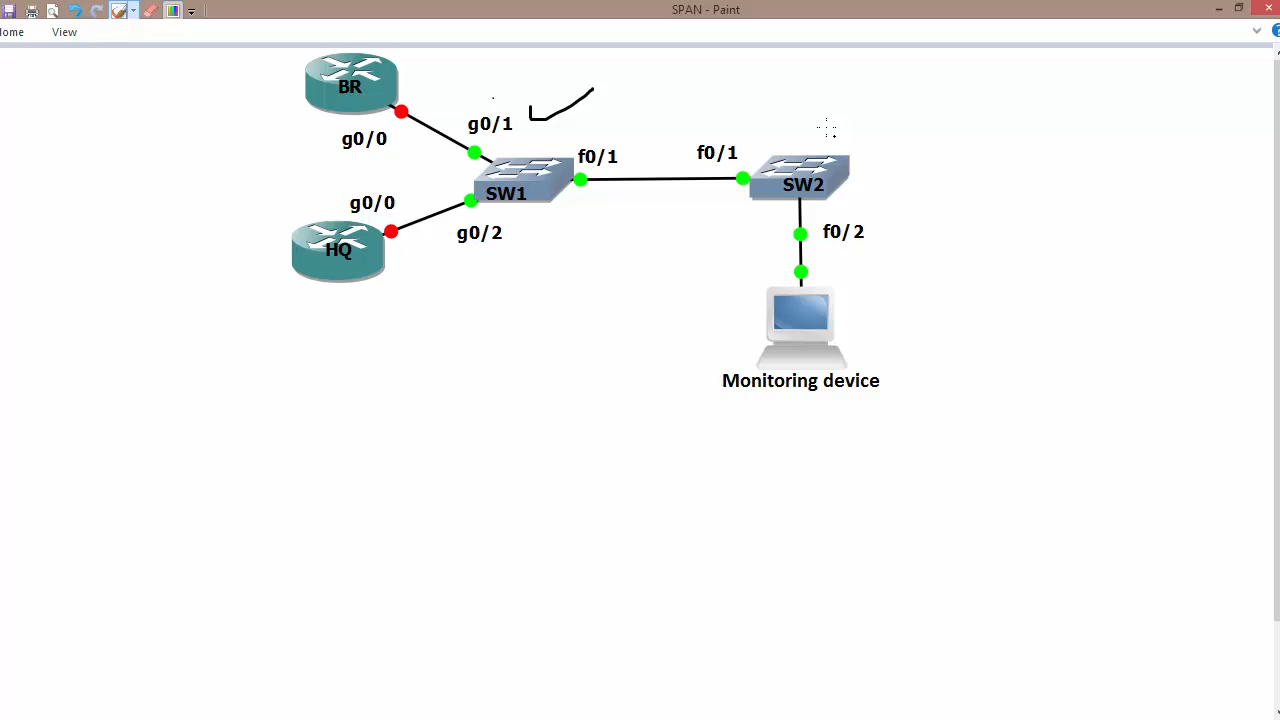 SPAN - Paint
ome View
BR
g0/1
g0/0
f0/1 f0/1
SW1 SW2
g0/0
g0/2 f0/2
HQ
Monitoring device